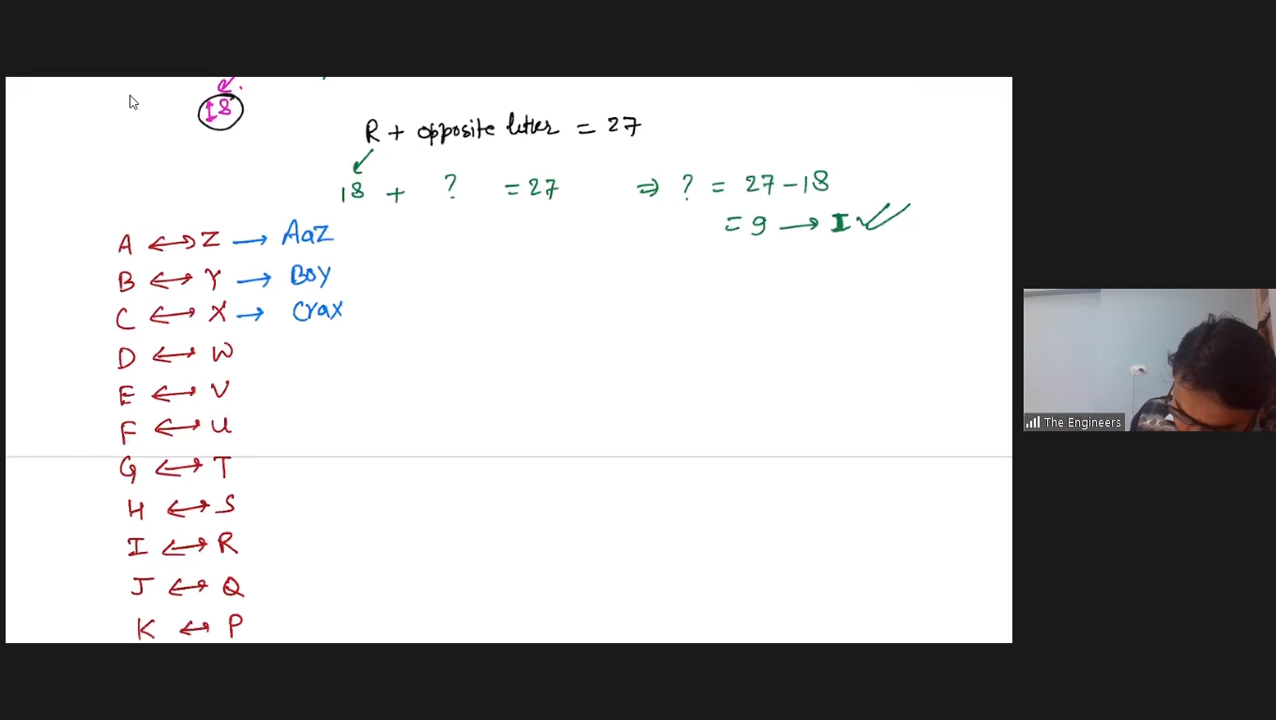 18
R + opposite letter = 27
18 + ? = 27 ⇒ ? = 27 - 18
= 9 → I
A ↔ Z → AaZ
B ↔ Y → Boy
C ↔ X → Crax
D ↔ W
E ↔ V
F ↔ U
G ↔ T
H ↔ S
I ↔ R
J ↔ Q
K ↔ P
The Engineers